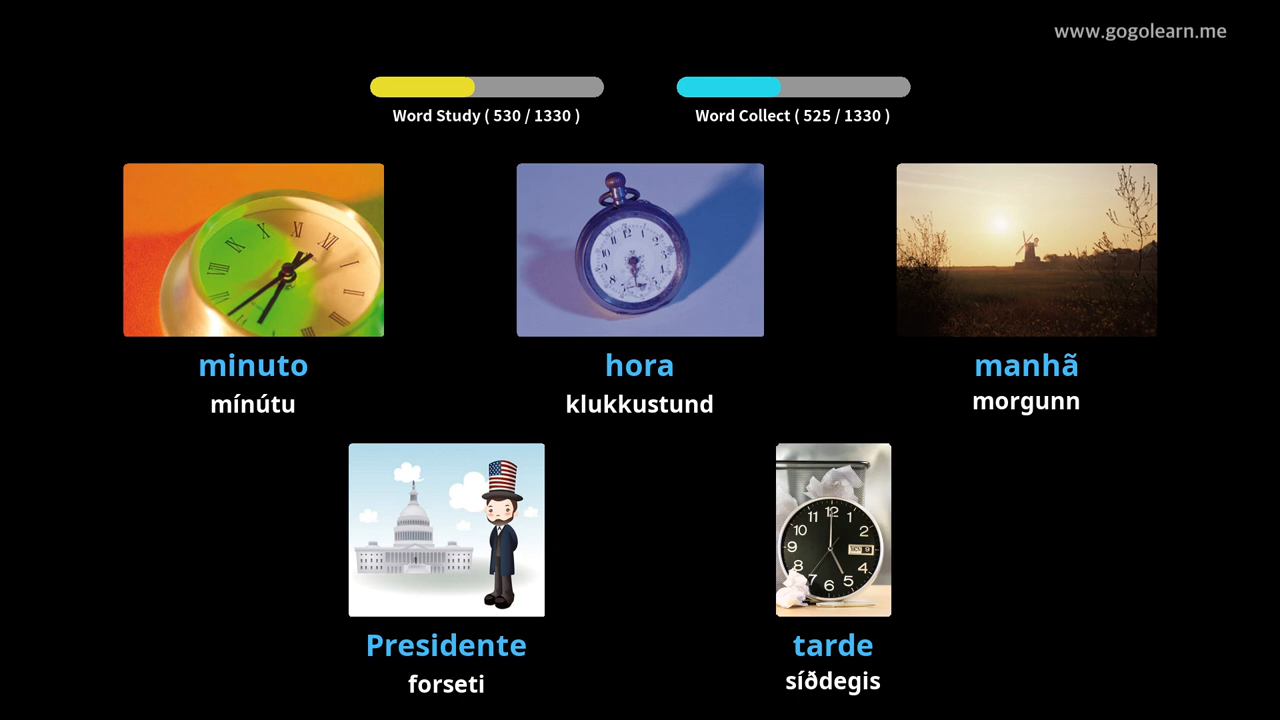 www.gogolearn.me
Word Study ( 530 / 1330 )
Word Collect ( 525 / 1330 )
minuto
mínútu
hora
klukkustund
manhã
morgunn
Presidente
forseti
tarde
síðdegis